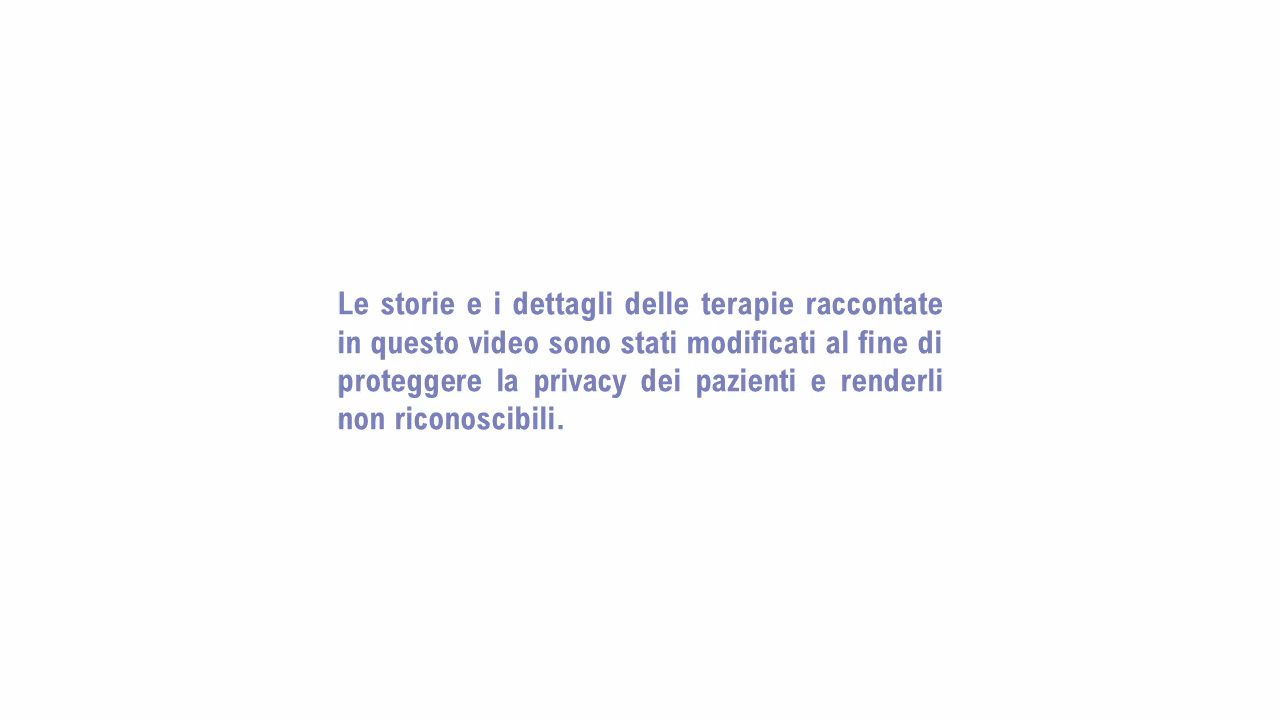 Le storie e i dettagli delle terapie raccontate
in questo video sono stati modificati al fine di
proteggere la privacy dei pazienti e renderli
non riconoscibili.